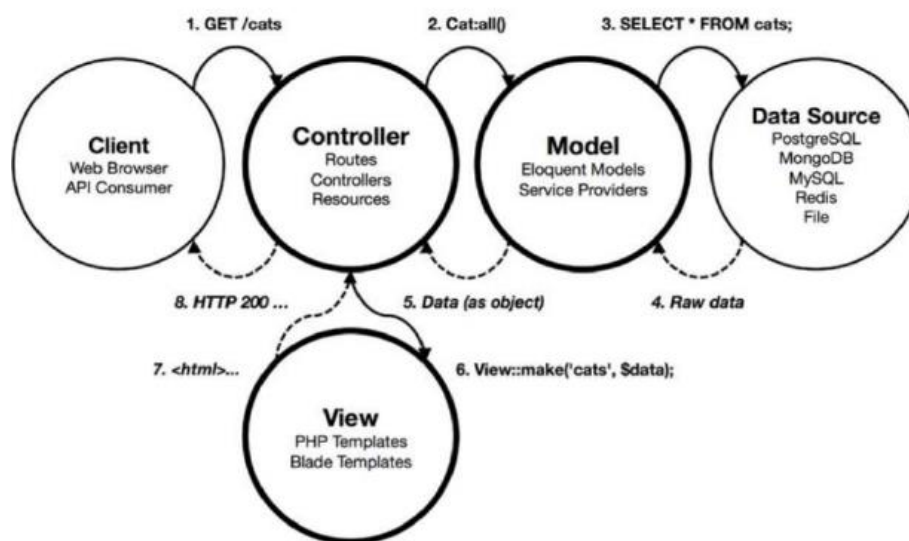 1. GET /cats
2. Cat:all()
3. SELECT * FROM cats;
Client
Web Browser
API Consumer
Controller
Routes
Controllers
Resources
Model
Eloquent Models
Service Providers
Data Source
PostgreSQL
MongoDB
MySQL
Redis
File
8. HTTP 200 ...
5. Data (as object)
4. Raw data
7. <html>...
6. View::make('cats', $data);
View
PHP Templates
Blade Templates